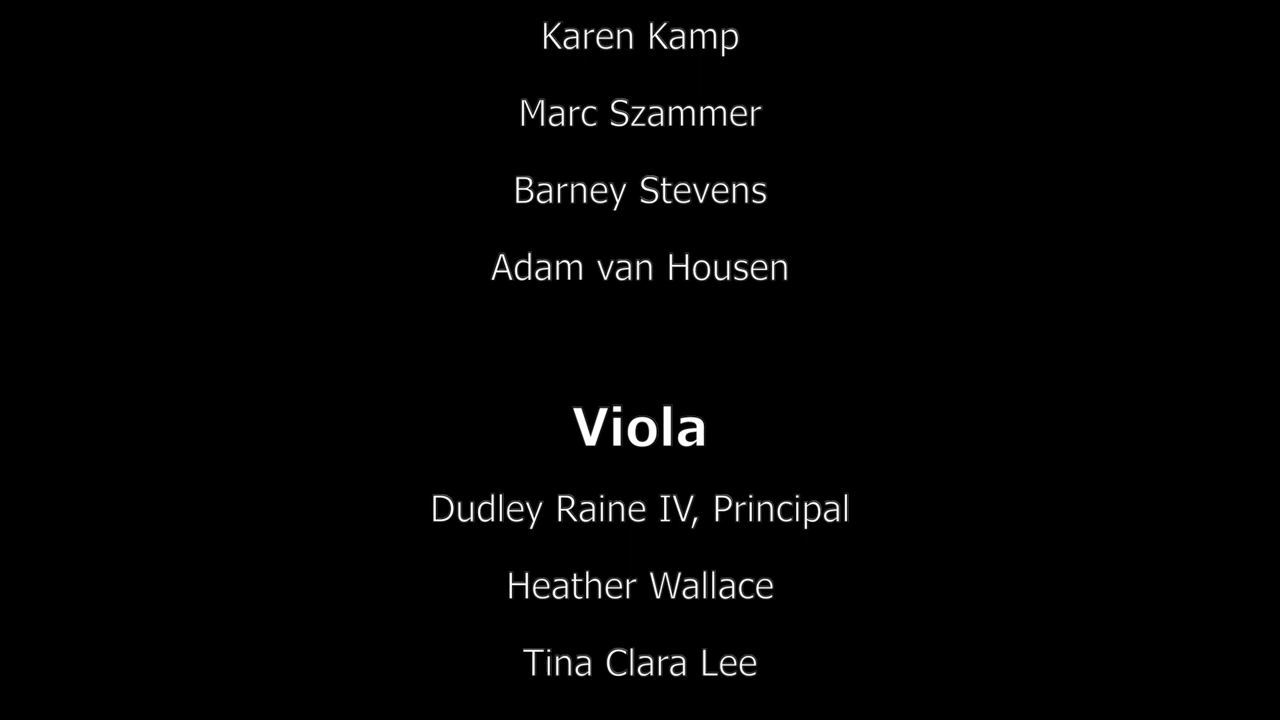 Karen Kamp
Marc Szammer
Barney Stevens
Adam van Housen
Viola
Dudley Raine IV, Principal
Heather Wallace
Tina Clara Lee